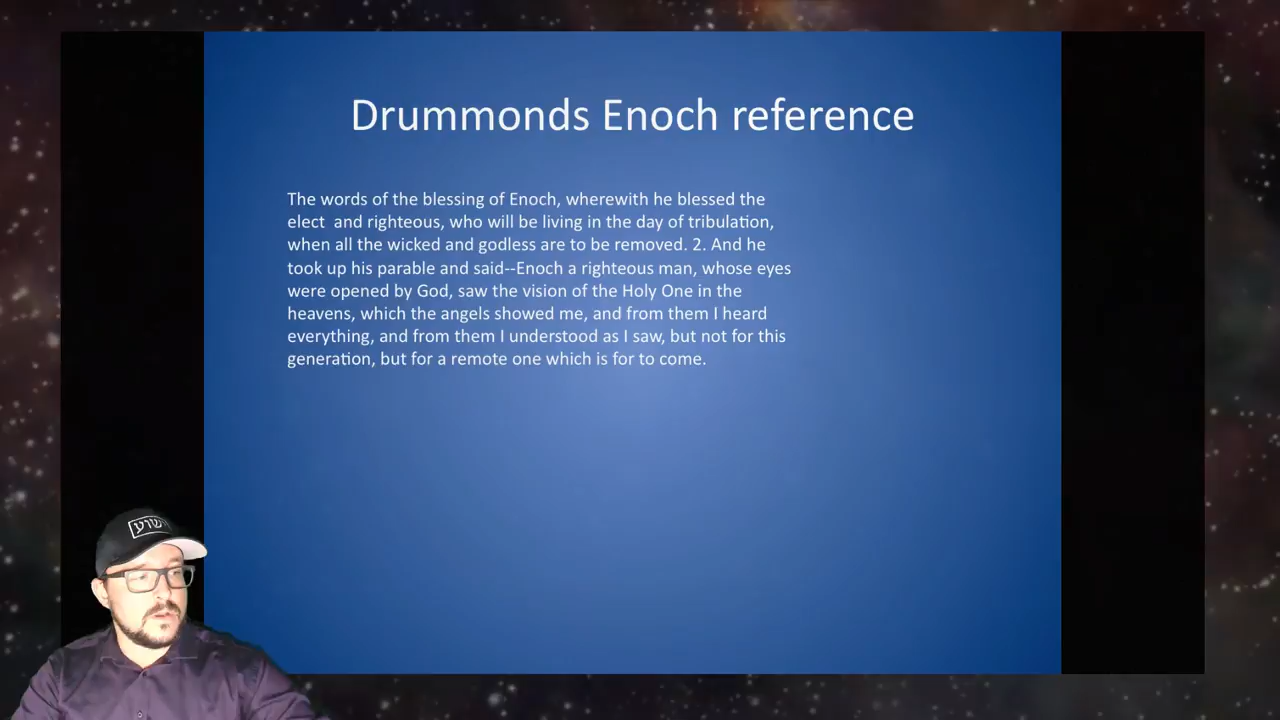 Drummonds Enoch reference
The words of the blessing of Enoch, wherewith he blessed the
elect  and righteous, who will be living in the day of tribulation,
when all the wicked and godless are to be removed. 2. And he
took up his parable and said--Enoch a righteous man, whose eyes
were opened by God, saw the vision of the Holy One in the
heavens, which the angels showed me, and from them I heard
everything, and from them I understood as I saw, but not for this
generation, but for a remote one which is for to come.
ישוע